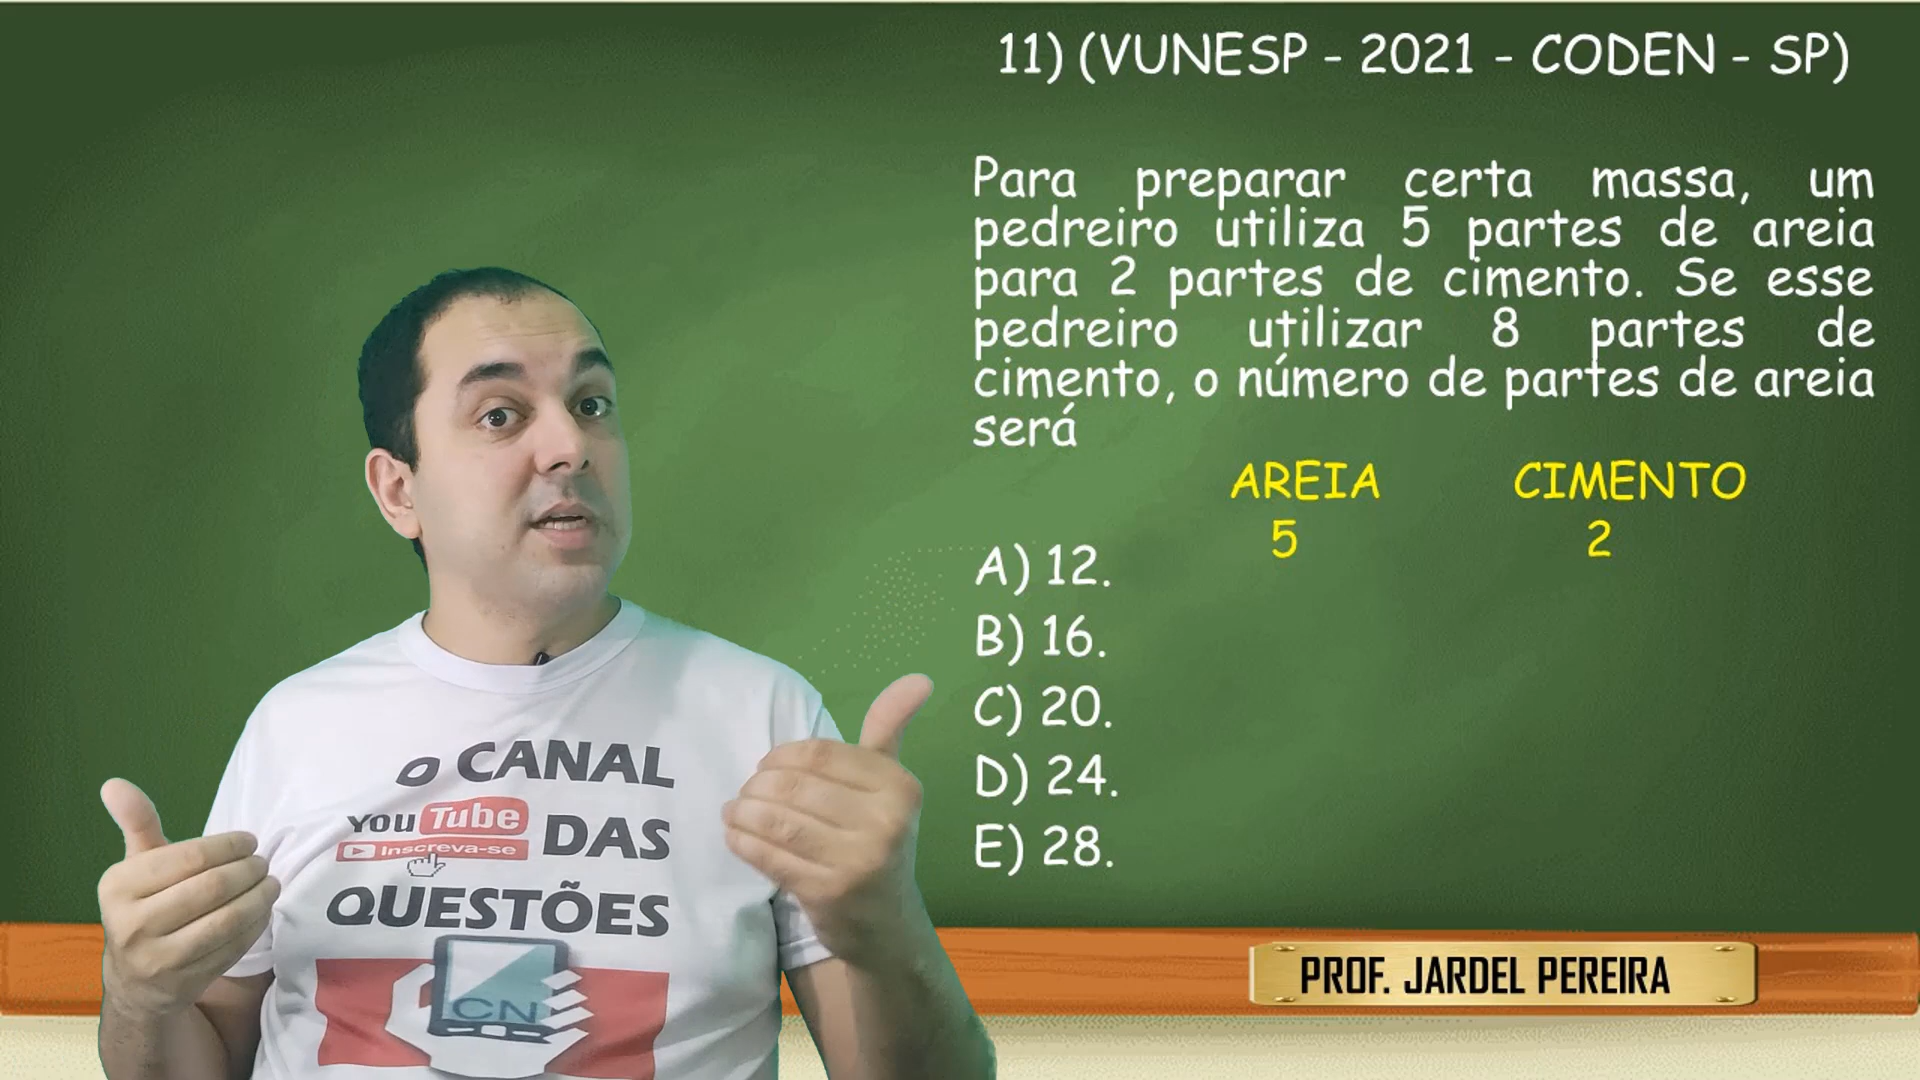 11) (VUNESP - 2021 - CODEN - SP)
Para preparar certa massa, um
pedreiro utiliza 5 partes de areia
para 2 partes de cimento. Se esse
pedreiro utilizar 8 partes de
cimento, o número de partes de areia
será
AREIA CIMENTO
5 2
A) 12.
B) 16.
C) 20.
D) 24.
E) 28.
O CANAL
YouTube DAS
Inscreva-se
QUESTÕES
CN
PROF. JARDEL PEREIRA